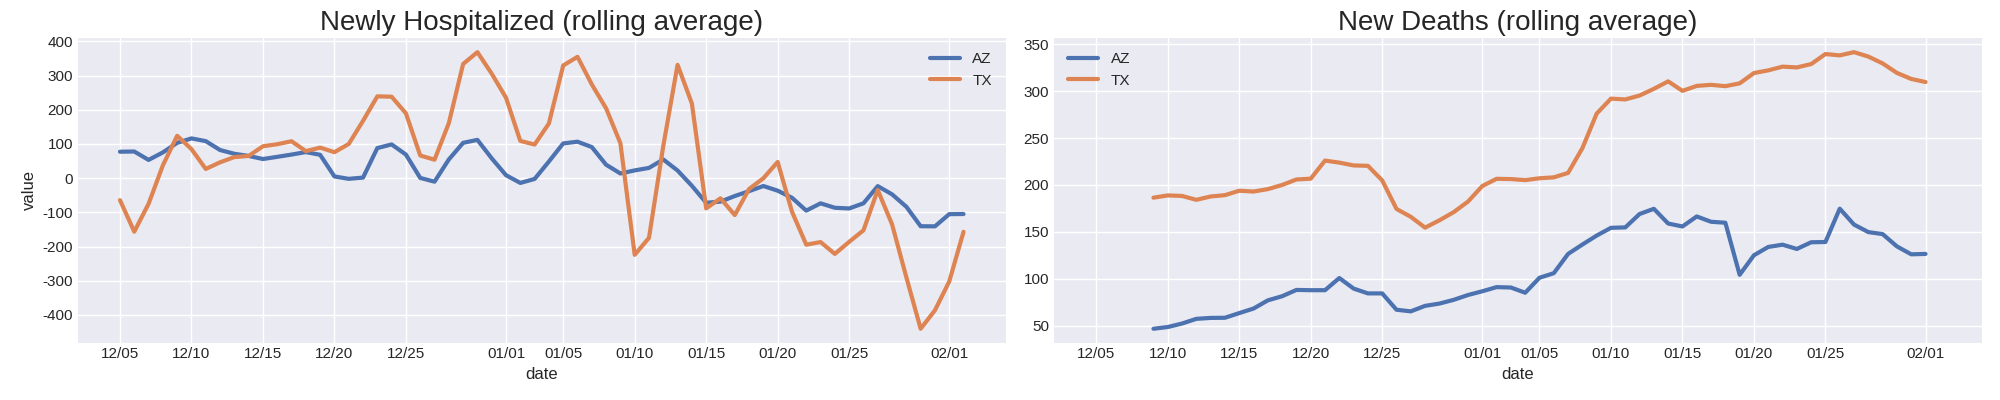 Newly Hospitalized (rolling average)
400
300
200
100
0
-100
-200
-300
-400
value
AZ
TX
12/05 12/10 12/15 12/20 12/25 01/01 01/05 01/10 01/15 01/20 01/25 02/01
date
New Deaths (rolling average)
350
300
250
200
150
100
50
AZ
TX
12/05 12/10 12/15 12/20 12/25 01/01 01/05 01/10 01/15 01/20 01/25 02/01
date